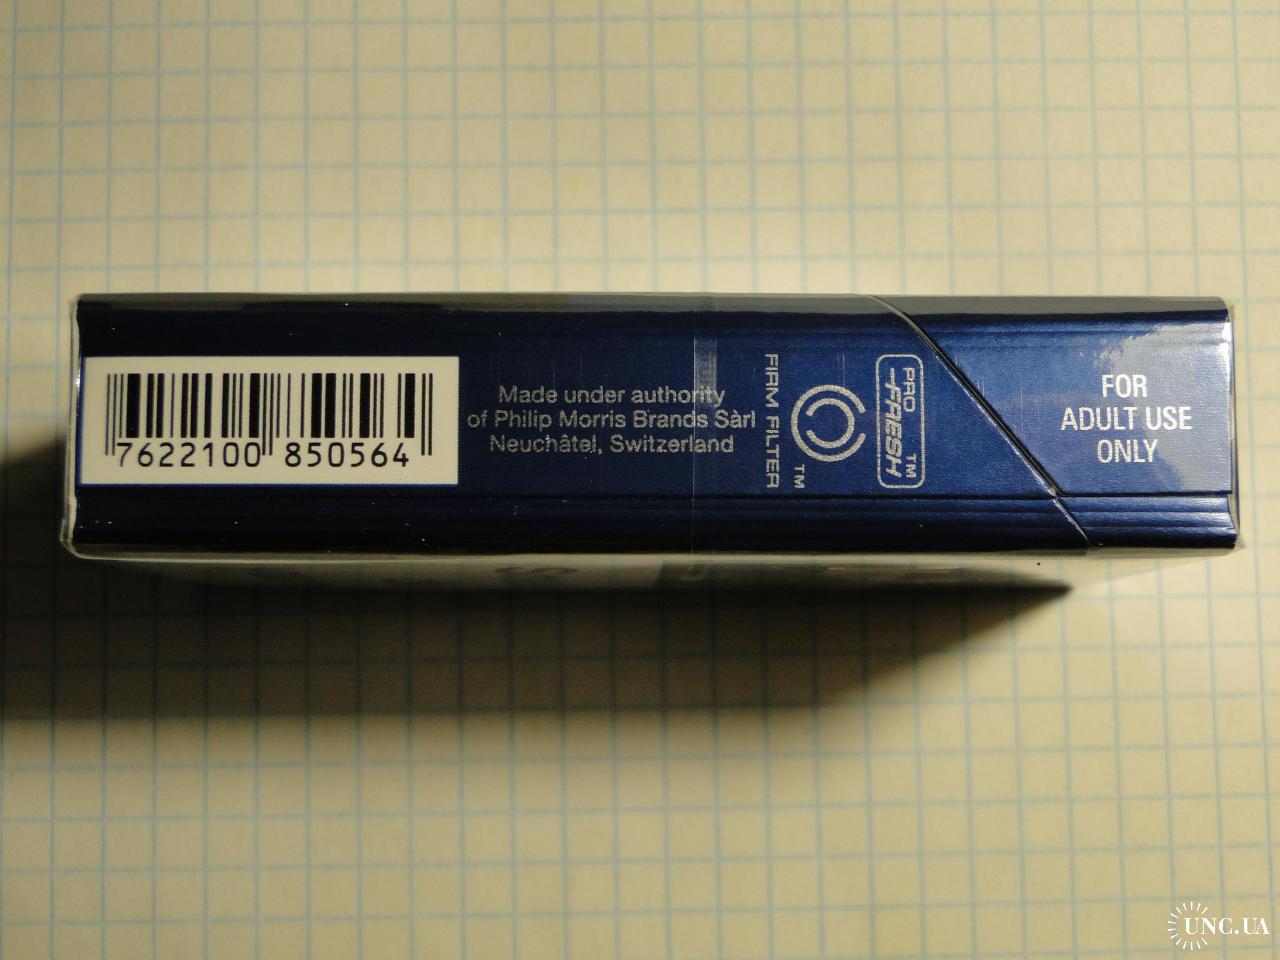 7622100 850564
Made under authority
of Philip Morris Brands Sàrl
Neuchâtel, Switzerland
FIRM FILTER
TM
PRO
FRESH
TM
FOR
ADULT USE
ONLY
UNC.UA